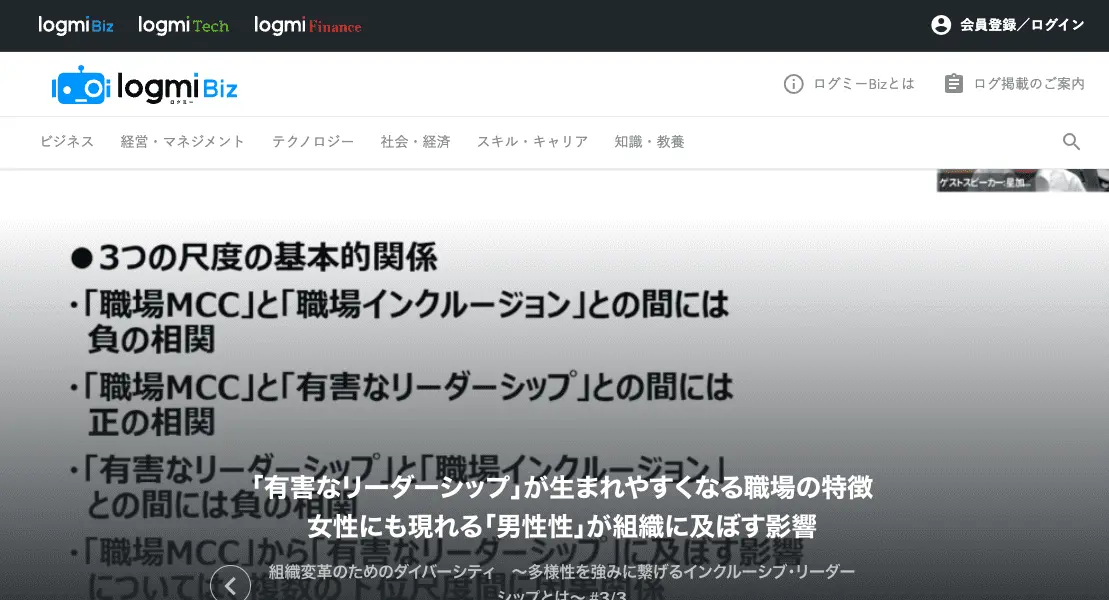 logmi Biz logmi Tech logmi Finance 会員登録／ログイン
logmi Biz
ログミー
ログミーBizとは ログ掲載のご案内
ビジネス 経営・マネジメント テクノロジー 社会・経済 スキル・キャリア 知識・教養
ゲストスピーカー:星加...
●3つの尺度の基本的関係
・「職場MCC」と「職場インクルージョン」との間には
負の相関
・「職場MCC」と「有害なリーダーシップ」との間には
正の相関
・「有害なリーダーシップ」と「職場インクルージョン」
との間には負の相関
「有害なリーダーシップ」が生まれやすくなる職場の特徴
女性にも現れる「男性性」が組織に及ぼす影響
・「職場MCC」から「有害なリーダーシップ」に及ぼす影響
については複数の下位尺度間に因果関係
組織変革のためのダイバーシティ ～多様性を強みに繋げるインクルーシブ・リーダー
シップとは～ #3/3